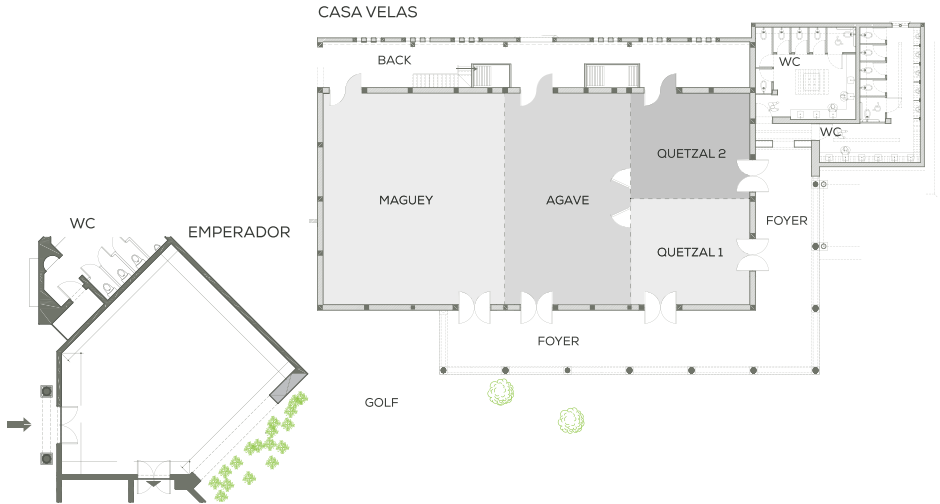 CASA VELAS
BACK
WC
WC
QUETZAL 2
MAGUEY
AGAVE
FOYER
WC
EMPERADOR
QUETZAL 1
FOYER
GOLF